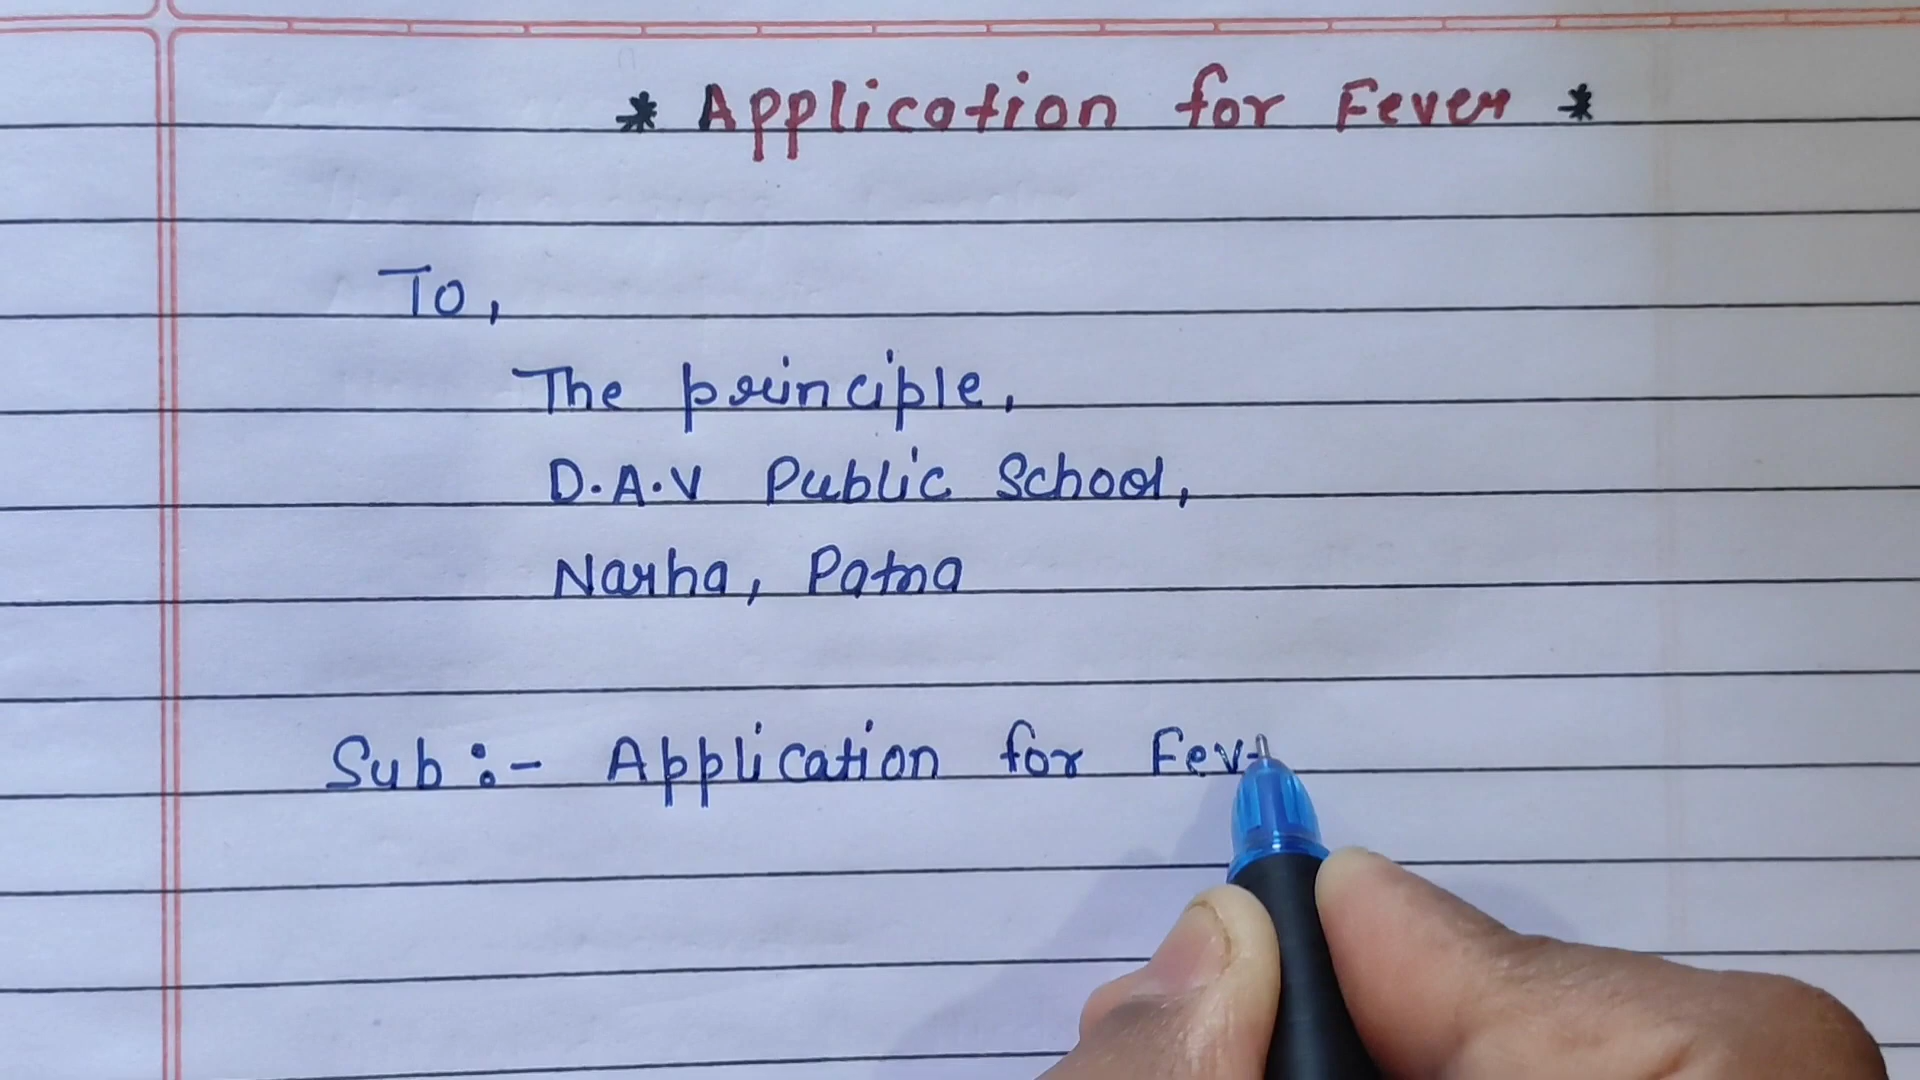 * Application for Fever *
To,
The principle,
D.A.V Public School,
Narha, Patna
Sub :- Application for Fev